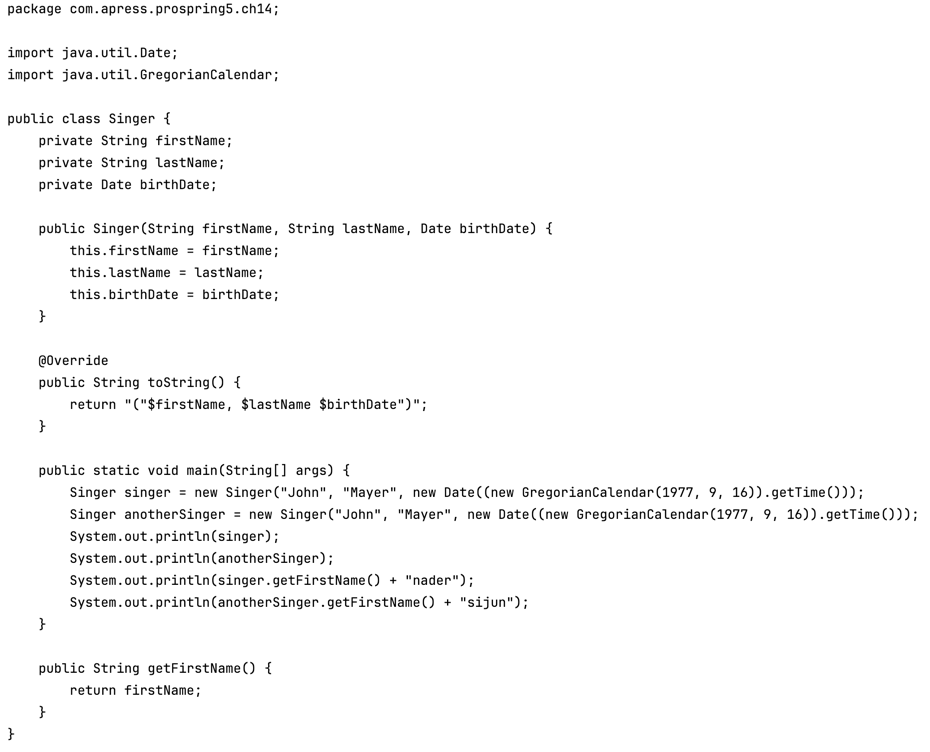 package com.apress.prospring5.ch14;

import java.util.Date;
import java.util.GregorianCalendar;

public class Singer {
    private String firstName;
    private String lastName;
    private Date birthDate;

    public Singer(String firstName, String lastName, Date birthDate) {
        this.firstName = firstName;
        this.lastName = lastName;
        this.birthDate = birthDate;
    }

    @Override
    public String toString() {
        return "("$firstName, $lastName $birthDate")";
    }

    public static void main(String[] args) {
        Singer singer = new Singer("John", "Mayer", new Date((new GregorianCalendar(1977, 9, 16)).getTime()));
        Singer anotherSinger = new Singer("John", "Mayer", new Date((new GregorianCalendar(1977, 9, 16)).getTime()));
        System.out.println(singer);
        System.out.println(anotherSinger);
        System.out.println(singer.getFirstName() + "nader");
        System.out.println(anotherSinger.getFirstName() + "sijun");
    }

    public String getFirstName() {
        return firstName;
    }
}